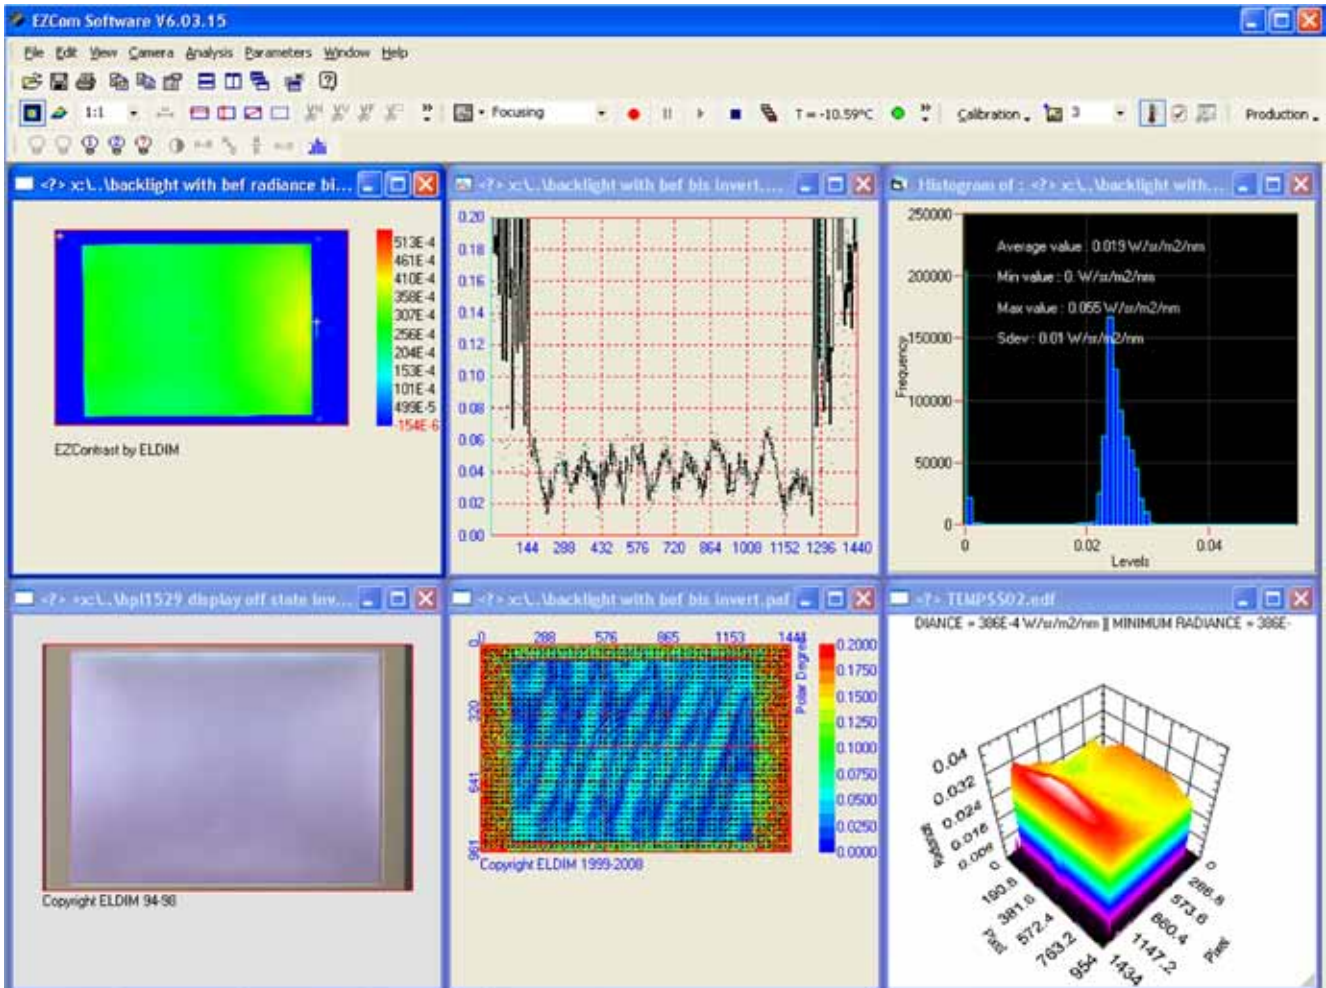 EZCom Software V6.03.15
File Edit View Camera Analysis Parameters Window Help
1:1 Focusing T = -10.59°C Calibration 3 Production
<?> x:\..\backlight with bef radiance bi...
513E-4
461E-4
410E-4
358E-4
307E-4
256E-4
204E-4
153E-4
101E-4
499E-5
-154E-6
EZContrast by ELDIM
<?> x:\..\backlight with bef bis invert....
0.20
0.18
0.16
0.14
0.12
0.10
0.08
0.06
0.04
0.02
0.00
144 288 432 576 720 864 1008 1152 1296 1440
Histogram of : <?> x:\..\backlight with...
250000
200000
150000
100000
50000
0
Frequency
Average value : 0.019 W/sr/m2/nm
Min value : 0. W/sr/m2/nm
Max value : 0.055 W/sr/m2/nm
Sdev : 0.01 W/sr/m2/nm
0 0.02 0.04
Levels
<?> +x:\..\hpl1529 display off state inv...
Copyright ELDIM 94-98
<?> x:\..\backlight with bef bis invert.paf
0 288 576 865 1153 1441
0
320
641
961
Polar Degree
0.2000
0.1750
0.1500
0.1250
0.1000
0.0750
0.0500
0.0250
0.0000
Copyright ELDIM 1999-2008
<?> TEMPSS02.edf
DIANCE = 386E-4 W/sr/m2/nm || MINIMUM RADIANCE = 386E-
0.04
0.032
0.024
0.016
0.008
0
Radiance
190.8
381.6
572.4
763.2
954
Pixel
0
286.8
573.6
860.4
1147.2
1434
Pixel